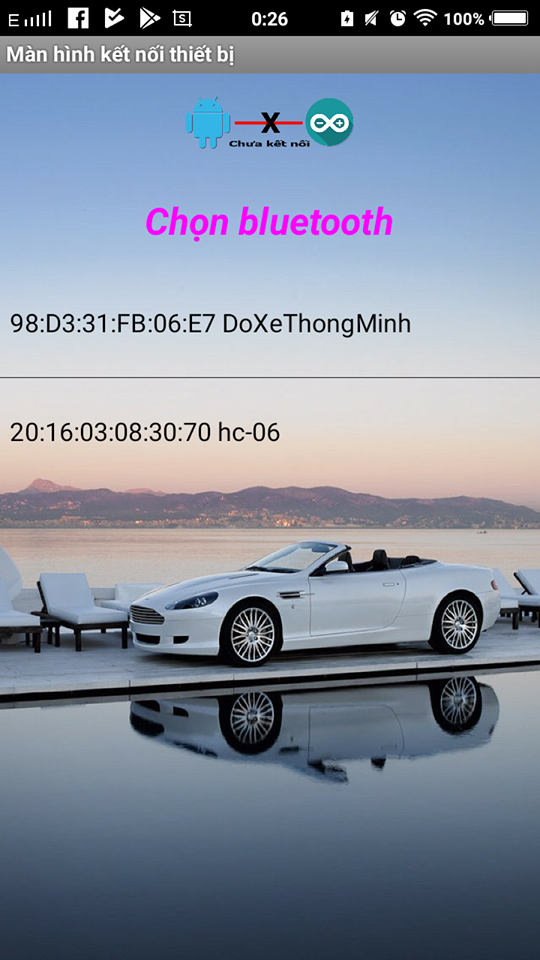 E
0:26
100%
Màn hình kết nối thiết bị
X
Chưa kết nối
Chọn bluetooth
98:D3:31:FB:06:E7 DoXeThongMinh
20:16:03:08:30:70 hc-06